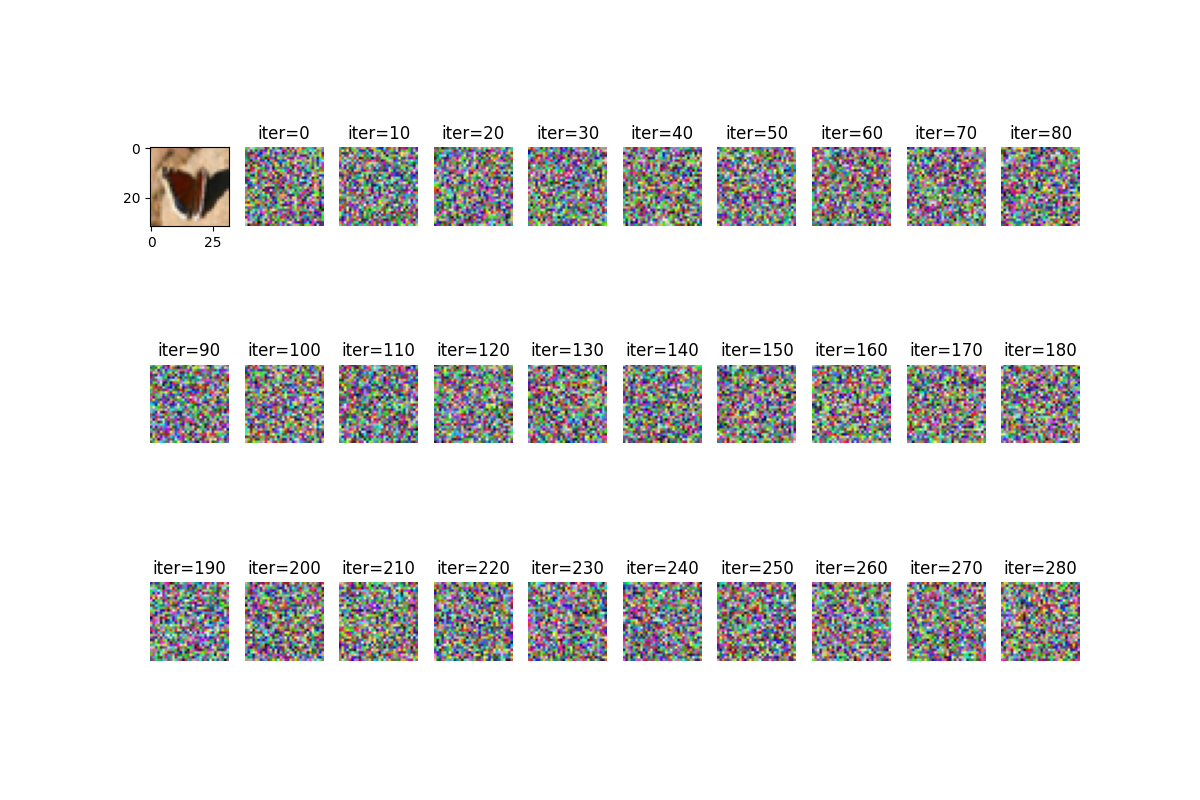 iter=0 iter=10 iter=20 iter=30 iter=40 iter=50 iter=60 iter=70 iter=80
0
20
0 25
iter=90 iter=100 iter=110 iter=120 iter=130 iter=140 iter=150 iter=160 iter=170 iter=180
iter=190 iter=200 iter=210 iter=220 iter=230 iter=240 iter=250 iter=260 iter=270 iter=280